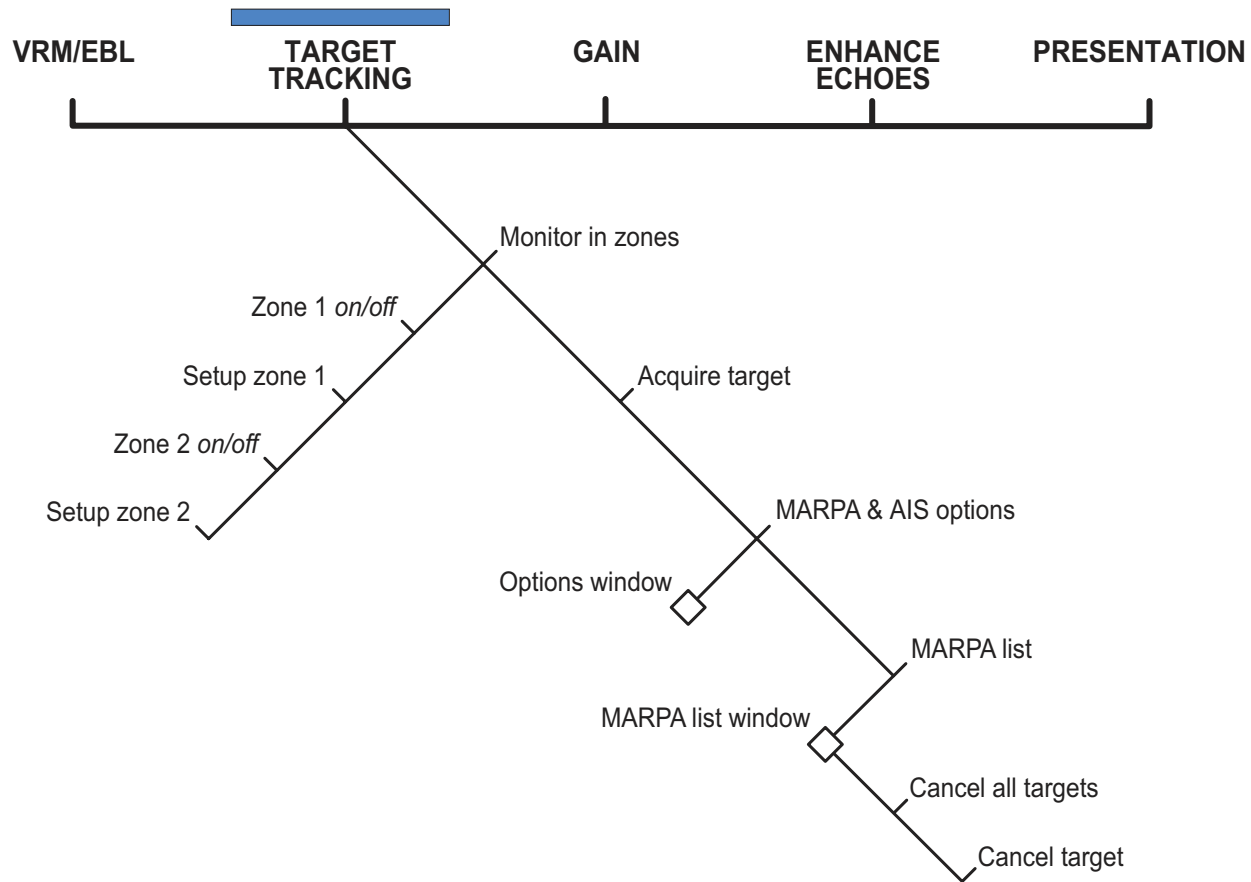 VRM/EBL
TARGET
TRACKING
GAIN
ENHANCE
ECHOES
PRESENTATION
Monitor in zones
Zone 1 on/off
Setup zone 1
Zone 2 on/off
Setup zone 2
Acquire target
MARPA & AIS options
Options window
MARPA list
MARPA list window
Cancel all targets
Cancel target